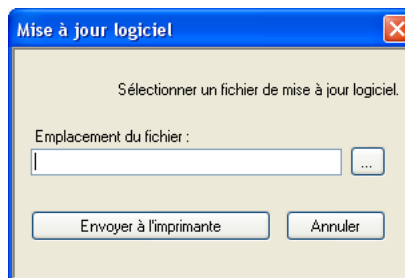 Mise à jour logiciel
Sélectionner un fichier de mise à jour logiciel.
Emplacement du fichier :
...
Envoyer à l'imprimante
Annuler